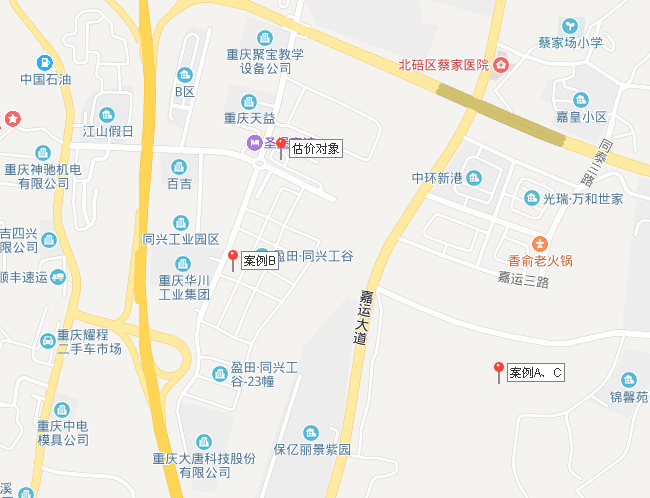 蔡家场小学
重庆聚宝教学
设备公司
北碚区蔡家医院
中国石油
B区
嘉皇小区
重庆天益
江山假日
估价对象
同泰三路
重庆神驰机电
有限公司
百吉
中环新港
光瑞·万和世家
同兴工业园区
吉四兴
限公司
香俞老火锅
盈田·同兴工谷
案例B
顺丰速运
重庆华川
工业集团
嘉运三路
嘉运大道
重庆耀程
二手车市场
盈田·同兴工
谷-23幢
案例A、C
锦馨苑
重庆中电
模具公司
保亿丽景紫园
重庆大唐科技股份
有限公司
溪